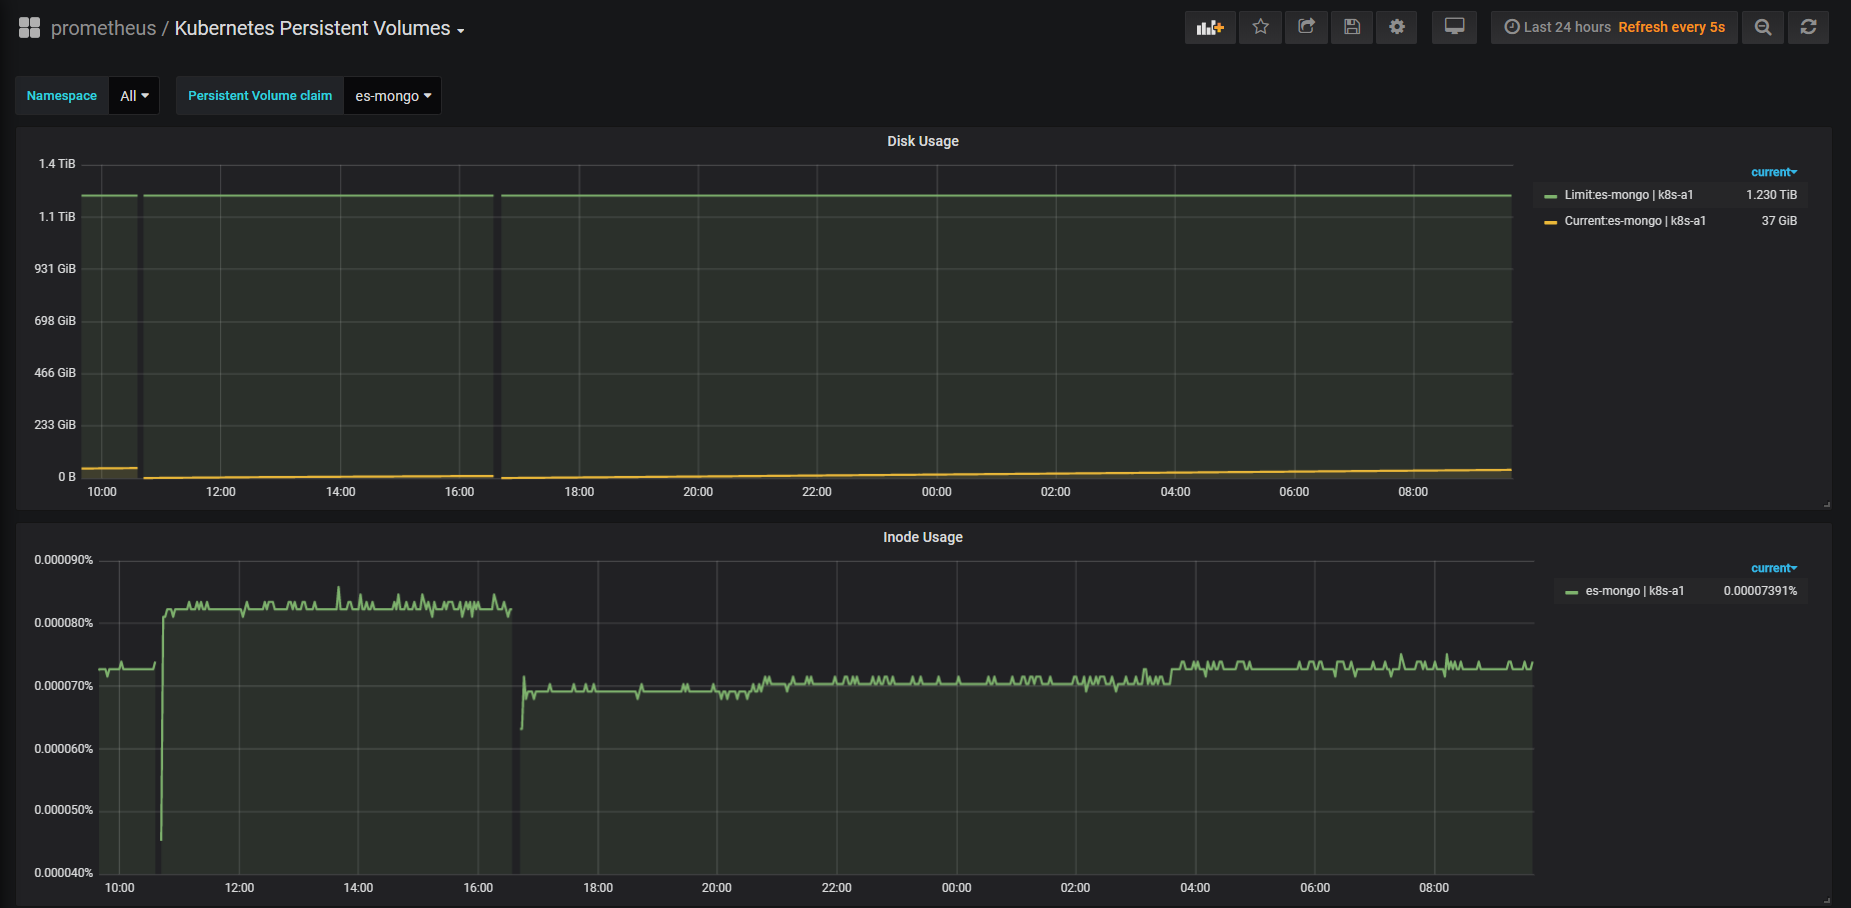 prometheus / Kubernetes Persistent Volumes
Last 24 hours Refresh every 5s
Namespace All Persistent Volume claim es-mongo
Disk Usage
1.4 TiB
1.1 TiB
931 GiB
698 GiB
466 GiB
233 GiB
0 B
10:00 12:00 14:00 16:00 18:00 20:00 22:00 00:00 02:00 04:00 06:00 08:00
current
Limit:es-mongo | k8s-a1 1.230 TiB
Current:es-mongo | k8s-a1 37 GiB
Inode Usage
0.000090%
0.000080%
0.000070%
0.000060%
0.000050%
0.000040%
10:00 12:00 14:00 16:00 18:00 20:00 22:00 00:00 02:00 04:00 06:00 08:00
current
es-mongo | k8s-a1 0.00007391%